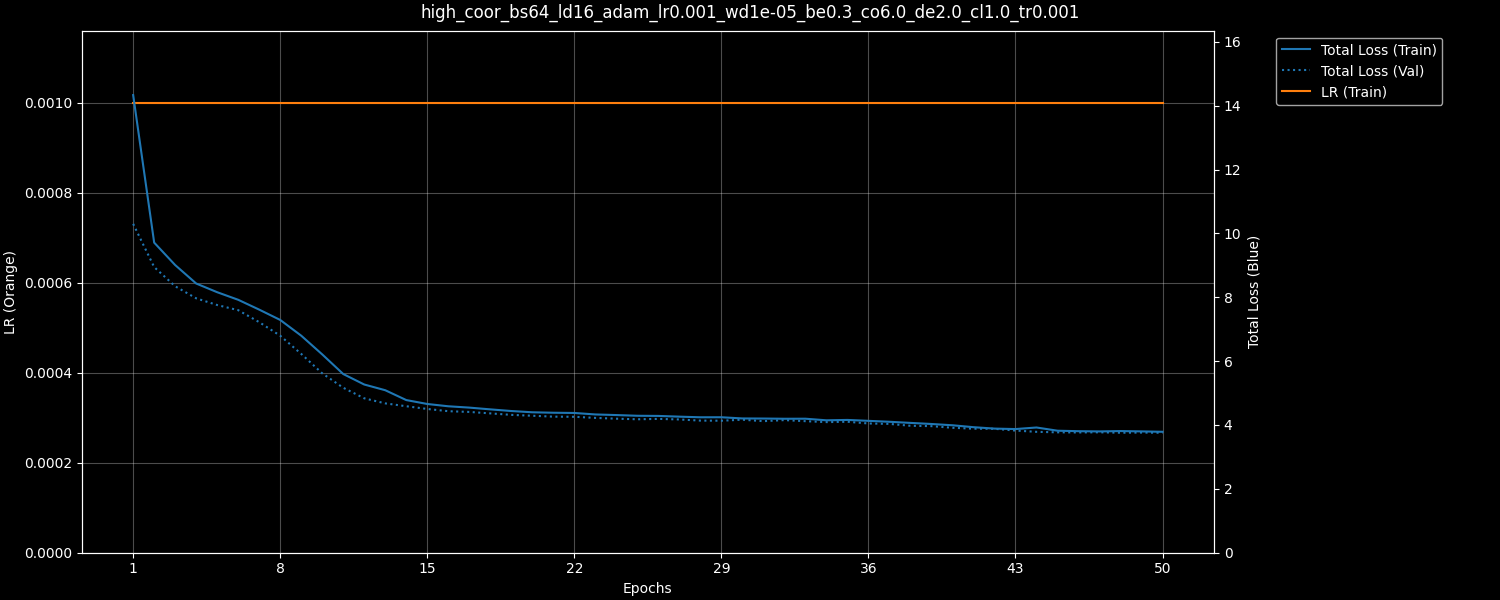 high_coor_bs64_ld16_adam_lr0.001_wd1e-05_be0.3_co6.0_de2.0_cl1.0_tr0.001
Total Loss (Train)
Total Loss (Val)
LR (Train)
LR (Orange)
0.0010
0.0008
0.0006
0.0004
0.0002
0.0000
16
14
12
10
8
6
4
2
0
Total Loss (Blue)
1 8 15 22 29 36 43 50
Epochs